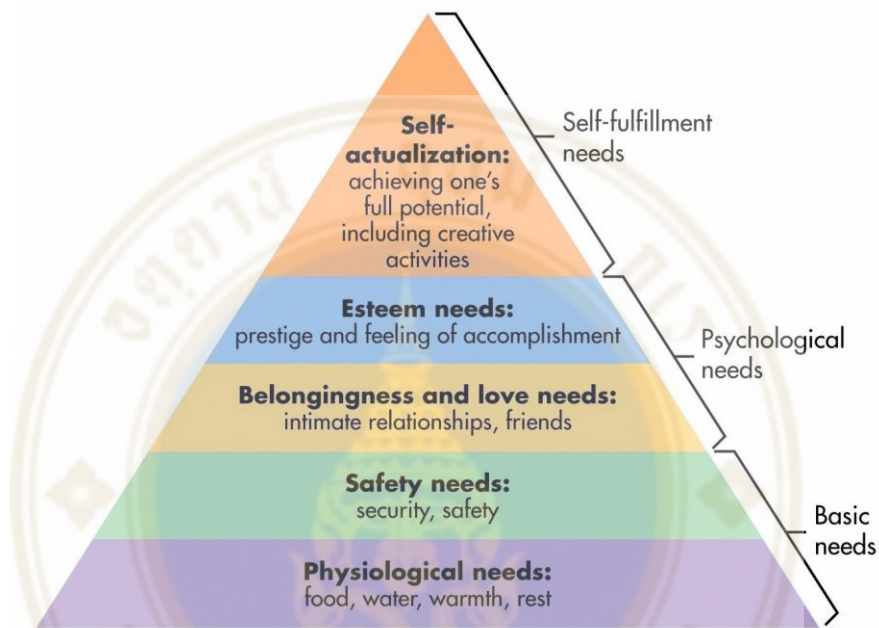 Self-
actualization:
achieving one's
full potential,
including creative
activities
Esteem needs:
prestige and feeling of accomplishment
Belongingness and love needs:
intimate relationships, friends
Safety needs:
security, safety
Physiological needs:
food, water, warmth, rest
Self-fulfillment
needs
Psychological
needs
Basic
needs